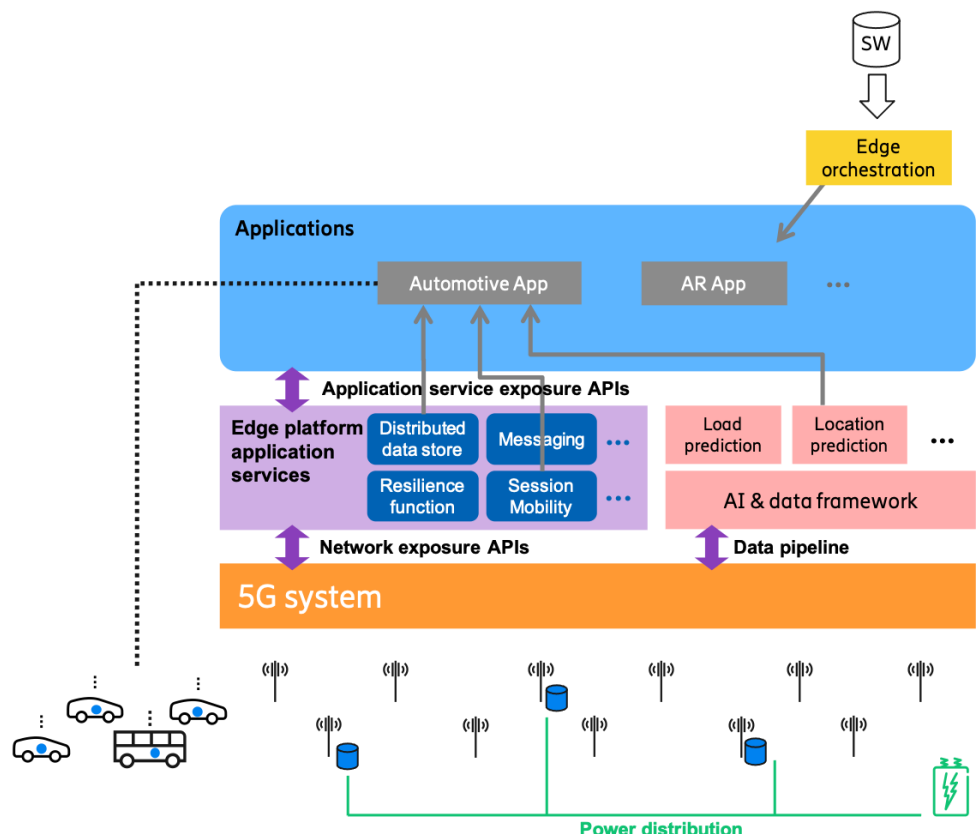 SW
Edge
orchestration
Applications
Automotive App
AR App
...
Application service exposure APIs
Edge platform
application
services
Distributed
data store
Messaging
...
Resilience
function
Session
Mobility
...
Load
prediction
Location
prediction
...
AI & data framework
Network exposure APIs
Data pipeline
5G system
Power distribution